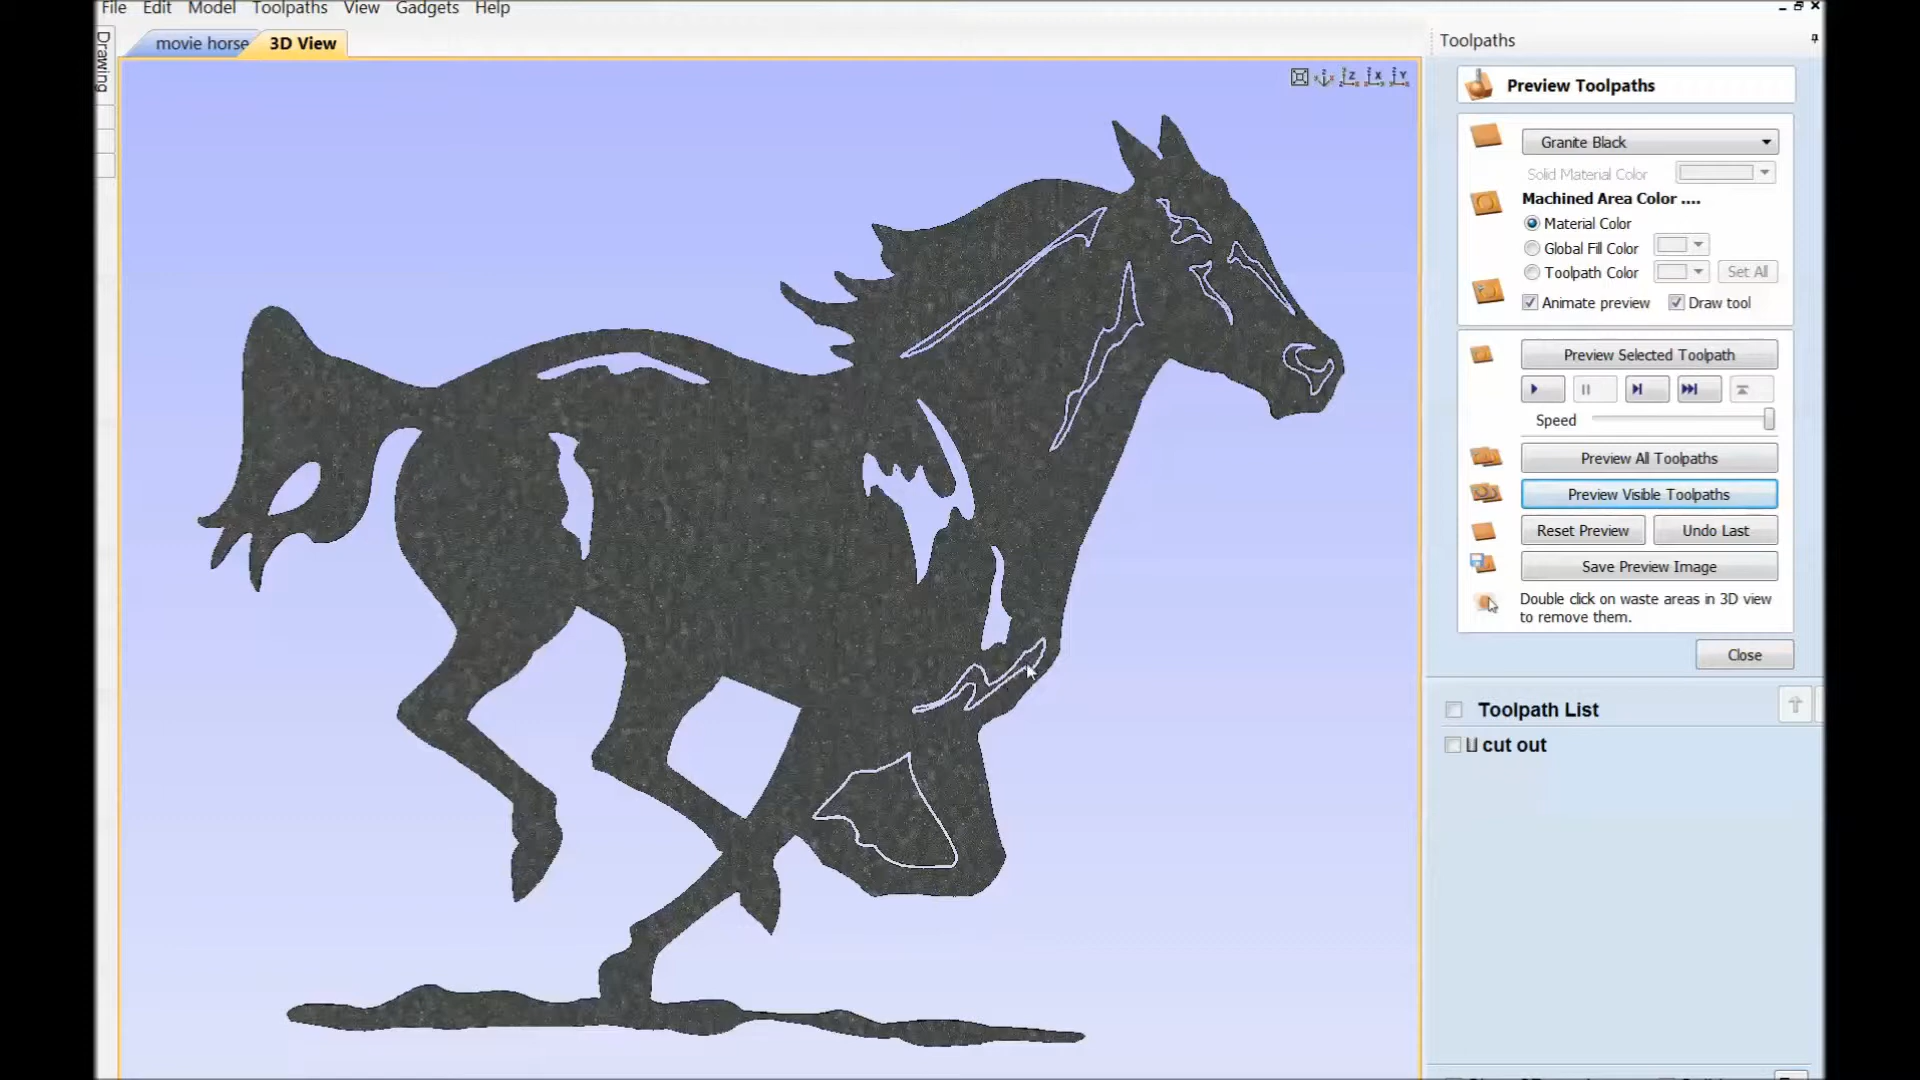 File Edit Model Toolpaths View Gadgets Help
Drawing
movie horse 3D View
Toolpaths
Preview Toolpaths
Granite Black
Solid Material Color
Machined Area Color ....
Material Color
Global Fill Color
Toolpath Color Set All
Animate preview Draw tool
Preview Selected Toolpath
Speed
Preview All Toolpaths
Preview Visible Toolpaths
Reset Preview Undo Last
Save Preview Image
Double click on waste areas in 3D view
to remove them.
Close
Toolpath List
cut out